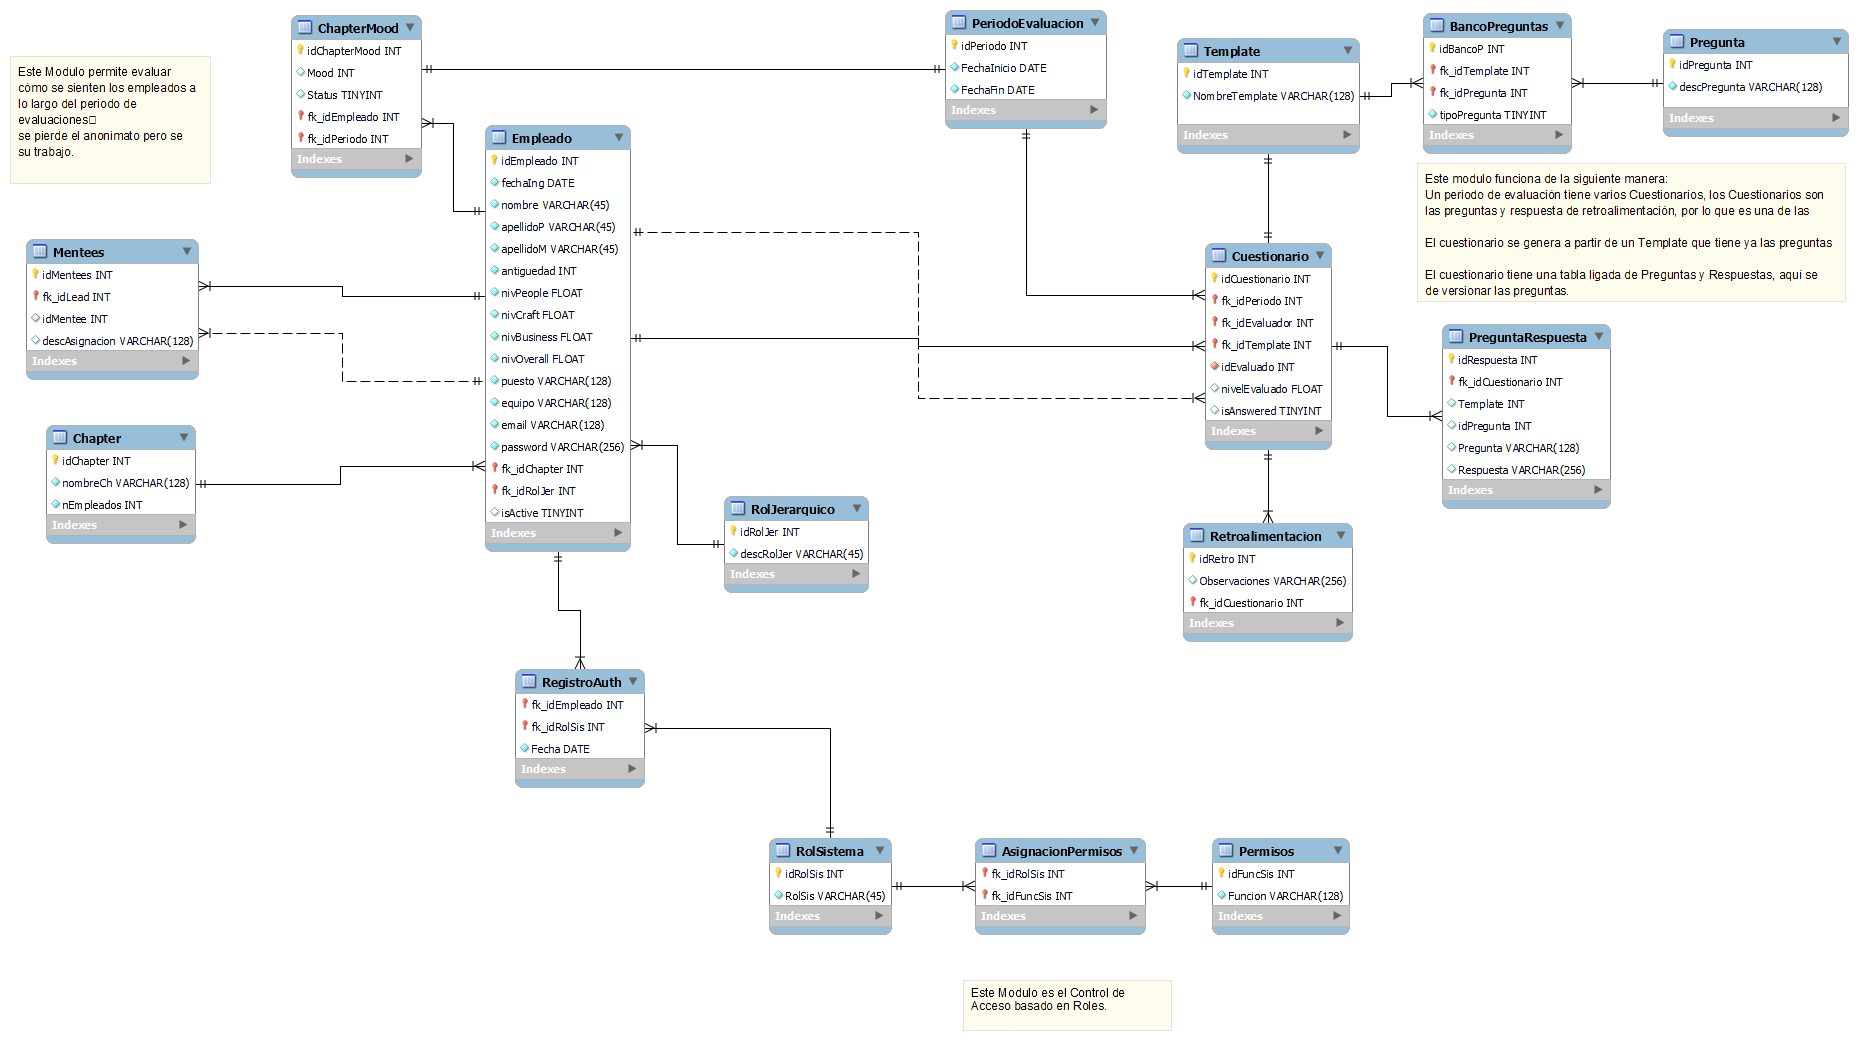 Este Modulo permite evaluar
cómo se sienten los empleados a
lo largo del periodo de
evaluaciones
se pierde el anonimato pero se
su trabajo.
ChapterMood
idChapterMood INT
Mood INT
Status TINYINT
fk_idEmpleado INT
fk_idPeriodo INT
Indexes
PeriodoEvaluacion
idPeriodo INT
FechaInicio DATE
FechaFin DATE
Indexes
Template
idTemplate INT
NombreTemplate VARCHAR(128)
Indexes
BancoPreguntas
idBancoP INT
fk_idTemplate INT
fk_idPregunta INT
tipoPregunta TINYINT
Indexes
Pregunta
idPregunta INT
descPregunta VARCHAR(128)
Indexes
Este modulo funciona de la siguiente manera:
Un periodo de evaluación tiene varios Cuestionarios, los Cuestionarios son
las preguntas y respuesta de retroalimentación, por lo que es una de las
El cuestionario se genera a partir de un Template que tiene ya las preguntas
El cuestionario tiene una tabla ligada de Preguntas y Respuestas, aquí se
de versionar las preguntas.
Empleado
idEmpleado INT
fechaIng DATE
nombre VARCHAR(45)
apellidoP VARCHAR(45)
apellidoM VARCHAR(45)
antiguedad INT
nivPeople FLOAT
nivCraft FLOAT
nivBusiness FLOAT
nivOverall FLOAT
puesto VARCHAR(128)
equipo VARCHAR(128)
email VARCHAR(128)
password VARCHAR(256)
fk_idChapter INT
fk_idRolJer INT
isActive TINYINT
Indexes
Mentees
idMentees INT
fk_idLead INT
idMentee INT
descAsignacion VARCHAR(128)
Indexes
Chapter
idChapter INT
nombreCh VARCHAR(128)
nEmpleados INT
Indexes
Cuestionario
idCuestionario INT
fk_idPeriodo INT
fk_idEvaluador INT
fk_idTemplate INT
idEvaluado INT
nivelEvaluado FLOAT
isAnswered TINYINT
Indexes
PreguntaRespuesta
idRespuesta INT
fk_idCuestionario INT
Template INT
idPregunta INT
Pregunta VARCHAR(128)
Respuesta VARCHAR(256)
Indexes
RolJerarquico
idRolJer INT
descRolJer VARCHAR(45)
Indexes
Retroalimentacion
idRetro INT
Observaciones VARCHAR(256)
fk_idCuestionario INT
Indexes
RegistroAuth
fk_idEmpleado INT
fk_idRolSis INT
Fecha DATE
Indexes
RolSistema
idRolSis INT
RolSis VARCHAR(45)
Indexes
AsignacionPermisos
fk_idRolSis INT
fk_idFuncSis INT
Indexes
Permisos
idFuncSis INT
Funcion VARCHAR(128)
Indexes
Este Modulo es el Control de
Acceso basado en Roles.